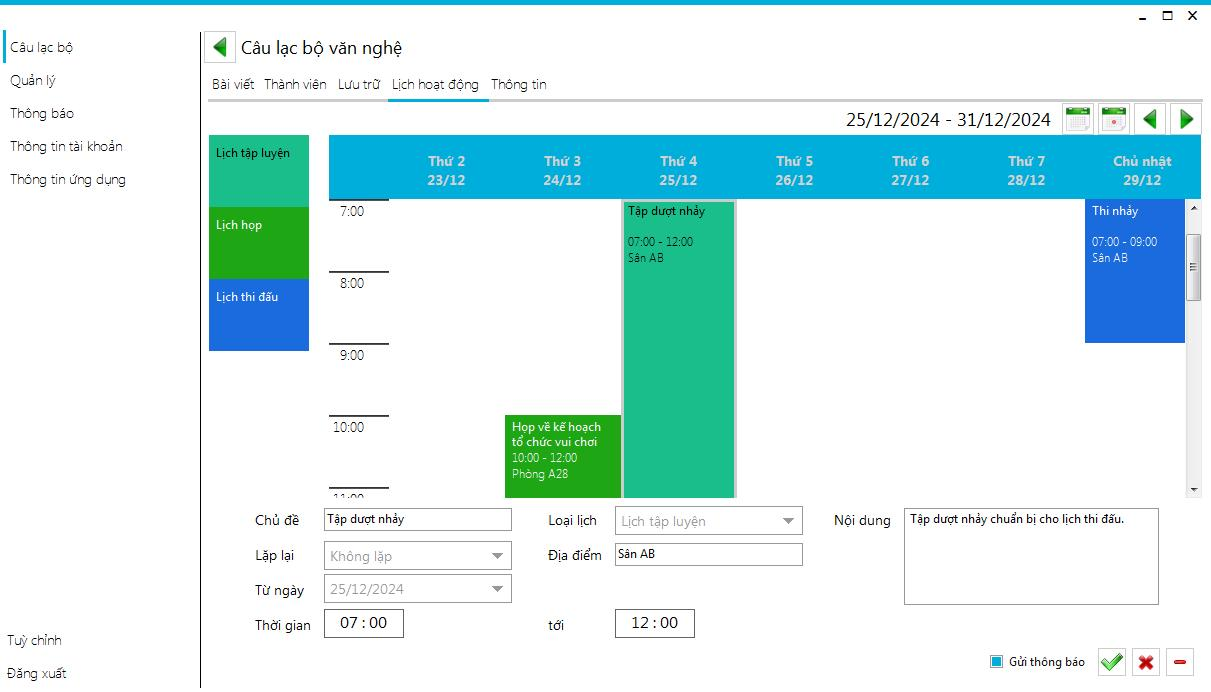 Câu lạc bộ
Quản lý
Thông báo
Thông tin tài khoản
Thông tin ứng dụng
Tuỳ chỉnh
Đăng xuất
Câu lạc bộ văn nghệ
Bài viết Thành viên Lưu trữ Lịch hoạt động Thông tin
25/12/2024 - 31/12/2024
Lịch tập luyện
Lịch họp
Lịch thi đấu
Thứ 2 Thứ 3 Thứ 4 Thứ 5 Thứ 6 Thứ 7 Chủ nhật
23/12 24/12 25/12 26/12 27/12 28/12 29/12
7:00
8:00
9:00
10:00
11:00
Họp về kế hoạch
tổ chức vui chơi
10:00 - 12:00
Phòng A28
Tập dượt nhảy
07:00 - 12:00
Sân AB
Thi nhảy
07:00 - 09:00
Sân AB
Chủ đề Tập dượt nhảy Loại lịch Lịch tập luyện Nội dung Tập dượt nhảy chuẩn bị cho lịch thi đấu.
Lặp lại Không lặp Địa điểm Sân AB
Từ ngày 25/12/2024
Thời gian 07 : 00 tới 12 : 00
Gửi thông báo